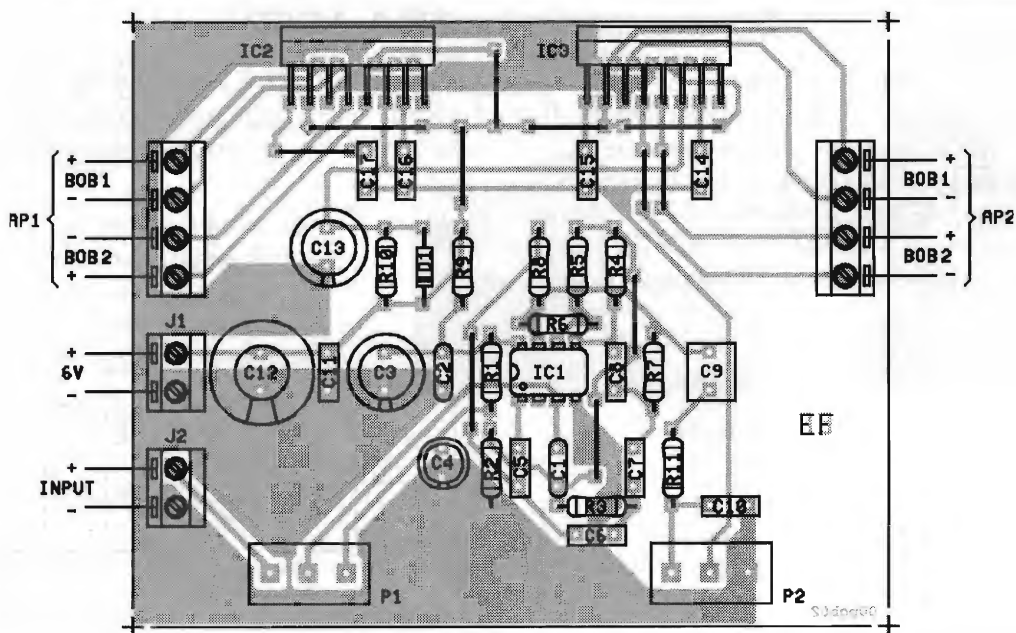 IC2
IC3
C17
C16
C15
C14
+
BOB1
-
AP1
-
BOB2
+
+
BOB1
-
AP2
+
BOB2
-
C13
R10
D1
R9
R8
R5
R4
R6
J1
+
6V
-
C12
C11
C3
C2
R1
IC1
C8
R7
C9
EF
J2
+
INPUT
-
C4
R2
C5
C1
C7
R11
R3
C6
C10
P1
P2